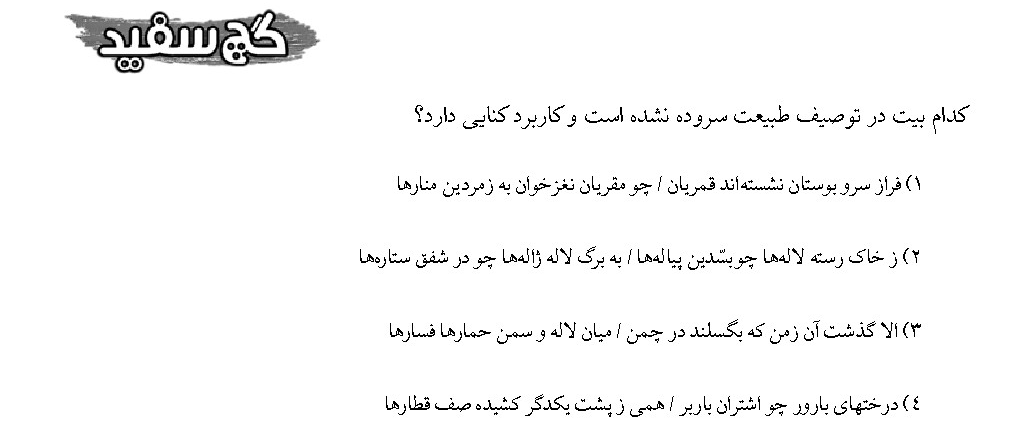 گچ سفید
کدام بیت در توصیف طبیعت سروده نشده است و کاربرد کنایی دارد؟
۱) فراز سرو بوستان نشسته‌اند قمریان / چو مقریان نغزخوان به زمردین منارها
۲) ز خاک رسته لاله‌ها چو بسّدین پیاله‌ها / به برگ لاله ژاله‌ها چو در شفق ستاره‌ها
۳) الا گذشت آن زمن که بگسلند در چمن / میان لاله و سمن حمارها فسارها
۴) درختهای بارور چو اشتران باربر / همی ز پشت یکدگر کشیده صف قطارها